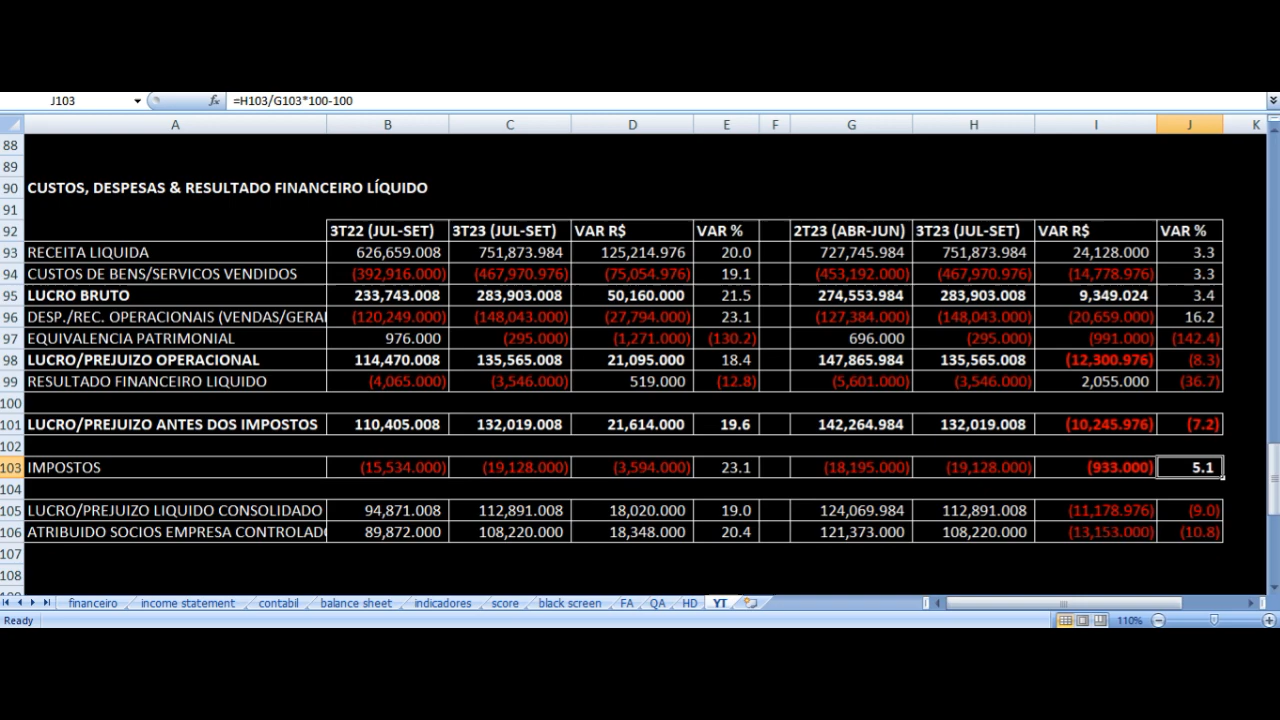 J103 =H103/G103*100-100
A B C D E F G H I J K
88
89
90 CUSTOS, DESPESAS & RESULTADO FINANCEIRO LÍQUIDO
91
92 3T22 (JUL-SET) 3T23 (JUL-SET) VAR R$ VAR % 2T23 (ABR-JUN) 3T23 (JUL-SET) VAR R$ VAR %
93 RECEITA LIQUIDA 626,659.008 751,873.984 125,214.976 20.0 727,745.984 751,873.984 24,128.000 3.3
94 CUSTOS DE BENS/SERVICOS VENDIDOS (392,916.000) (467,970.976) (75,054.976) 19.1 (453,192.000) (467,970.976) (14,778.976) 3.3
95 LUCRO BRUTO 233,743.008 283,903.008 50,160.000 21.5 274,553.984 283,903.008 9,349.024 3.4
96 DESP./REC. OPERACIONAIS (VENDAS/GERA (120,249.000) (148,043.000) (27,794.000) 23.1 (127,384.000) (148,043.000) (20,659.000) 16.2
97 EQUIVALENCIA PATRIMONIAL 976.000 (295.000) (1,271.000) (130.2) 696.000 (295.000) (991.000) (142.4)
98 LUCRO/PREJUIZO OPERACIONAL 114,470.008 135,565.008 21,095.000 18.4 147,865.984 135,565.008 (12,300.976) (8.3)
99 RESULTADO FINANCEIRO LIQUIDO (4,065.000) (3,546.000) 519.000 (12.8) (5,601.000) (3,546.000) 2,055.000 (36.7)
100
101 LUCRO/PREJUIZO ANTES DOS IMPOSTOS 110,405.008 132,019.008 21,614.000 19.6 142,264.984 132,019.008 (10,245.976) (7.2)
102
103 IMPOSTOS (15,534.000) (19,128.000) (3,594.000) 23.1 (18,195.000) (19,128.000) (933.000) 5.1
104
105 LUCRO/PREJUIZO LIQUIDO CONSOLIDADO 94,871.008 112,891.008 18,020.000 19.0 124,069.984 112,891.008 (11,178.976) (9.0)
106 ATRIBUIDO SOCIOS EMPRESA CONTROLAD 89,872.000 108,220.000 18,348.000 20.4 121,373.000 108,220.000 (13,153.000) (10.8)
107
108
financeiro income statement contabil balance sheet indicadores score black screen FA QA HD YT
Ready 110%